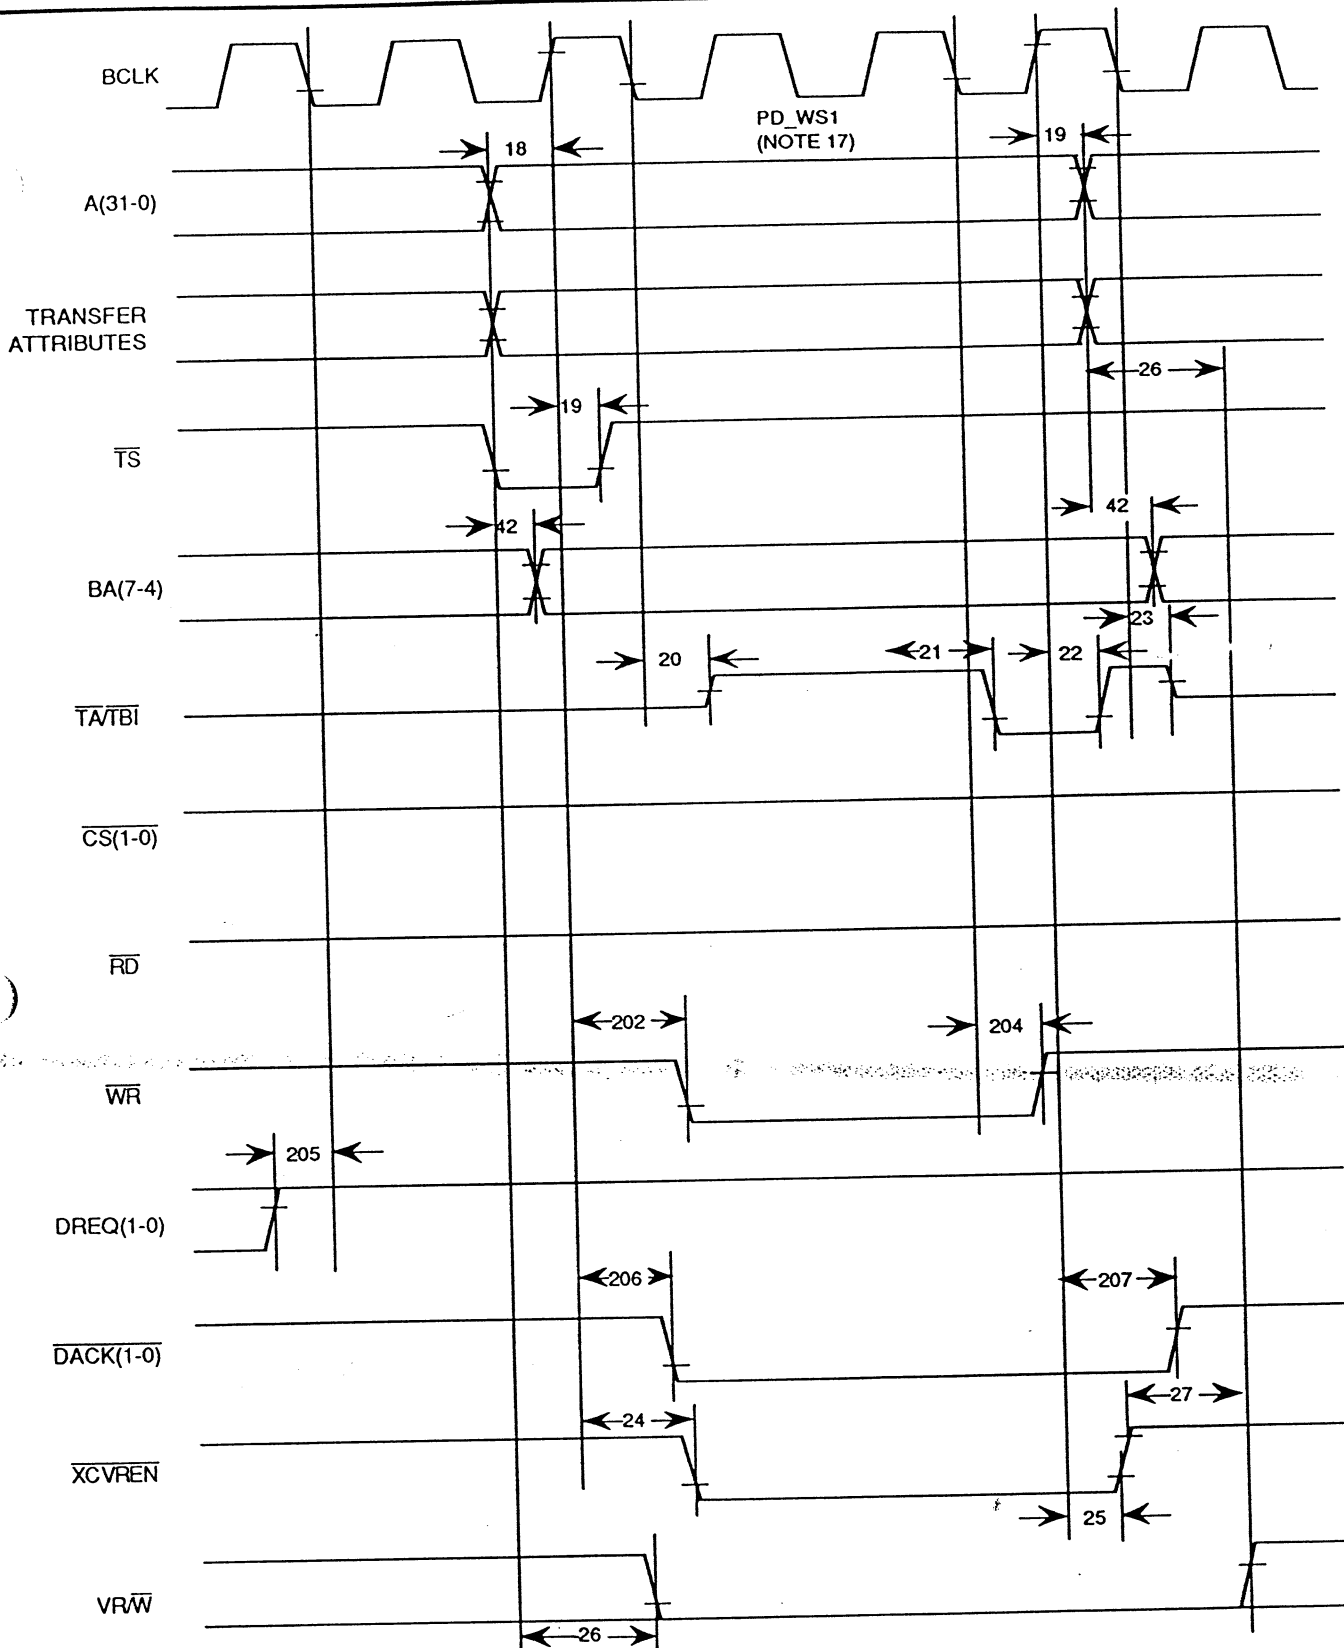 BCLK
PD_WS1
(NOTE 17)
18
19
A(31-0)
TRANSFER
ATTRIBUTES
26
19
TS
42
42
BA(7-4)
23
20
21
22
TA/TBI
CS(1-0)
RD
202
204
WR
205
DREQ(1-0)
206
207
DACK(1-0)
27
24
XCVREN
25
VR/W
26